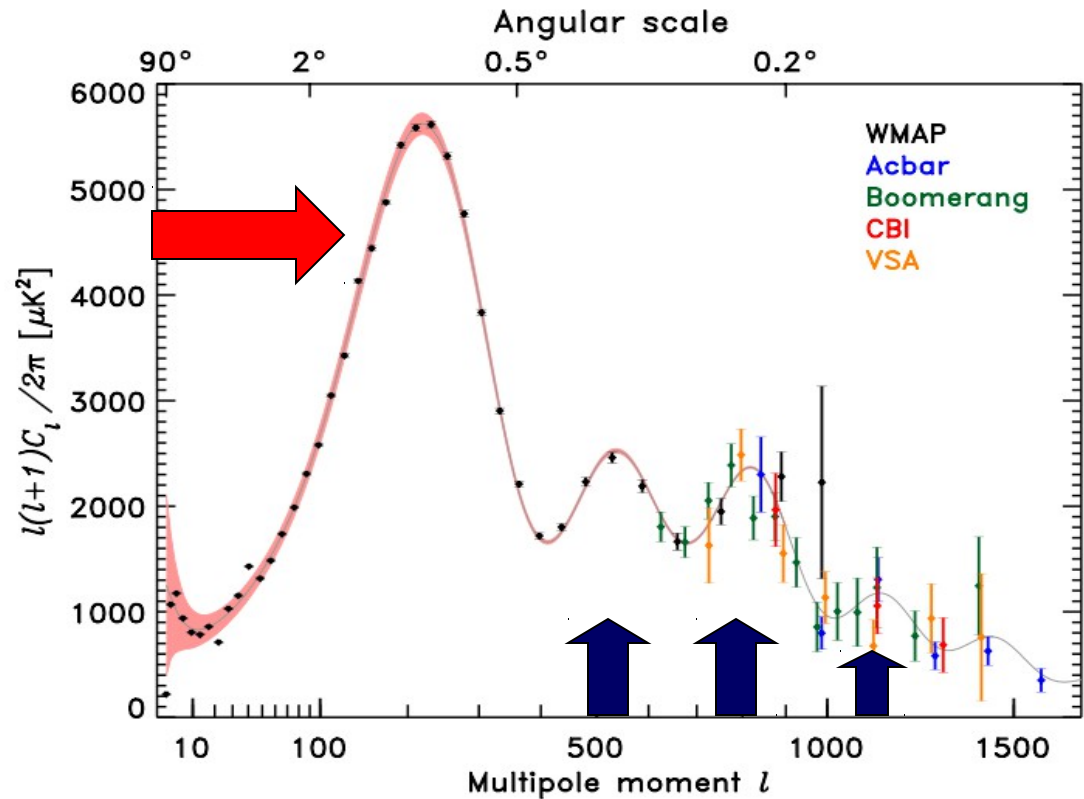 Angular scale
90° 2° 0.5° 0.2°
6000
5000
4000
3000
2000
1000
0
l(l+1)Cl/2π [μK²]
WMAP
Acbar
Boomerang
CBI
VSA
10 100 500 1000 1500
Multipole moment l